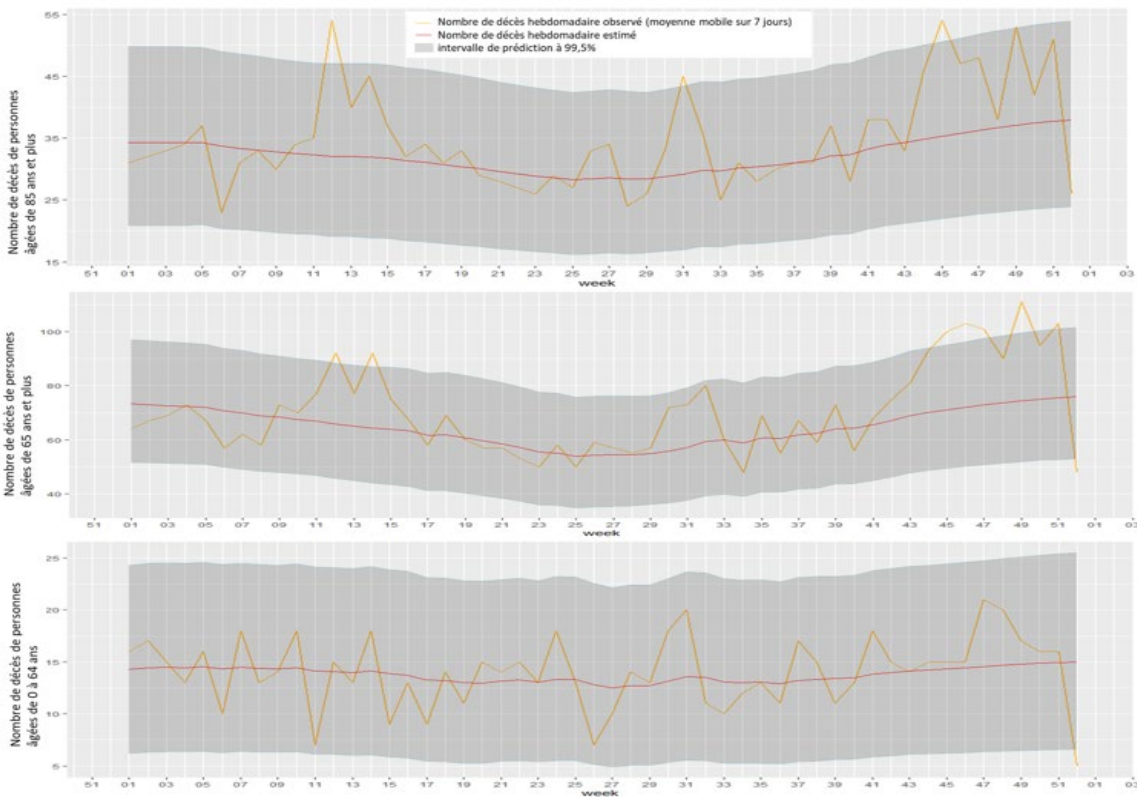 Nombre de décès hebdomadaire observé (moyenne mobile sur 7 jours)
Nombre de décès hebdomadaire estimé
intervalle de prédiction à 99,5%
Nombre de décès de personnes
âgées de 85 ans et plus
55
45
35
25
15
51 01 03 05 07 09 11 13 15 17 19 21 23 25 27 29 31 33 35 37 39 41 43 45 47 49 51 01 03
week
Nombre de décès de personnes
âgées de 65 ans et plus
100
80
60
40
51 01 03 05 07 09 11 13 15 17 19 21 23 25 27 29 31 33 35 37 39 41 43 45 47 49 51 01 03
week
Nombre de décès de personnes
âgées de 0 à 64 ans
25
20
15
10
5
51 01 03 05 07 09 11 13 15 17 19 21 23 25 27 29 31 33 35 37 39 41 43 45 47 49 51 01 03
week